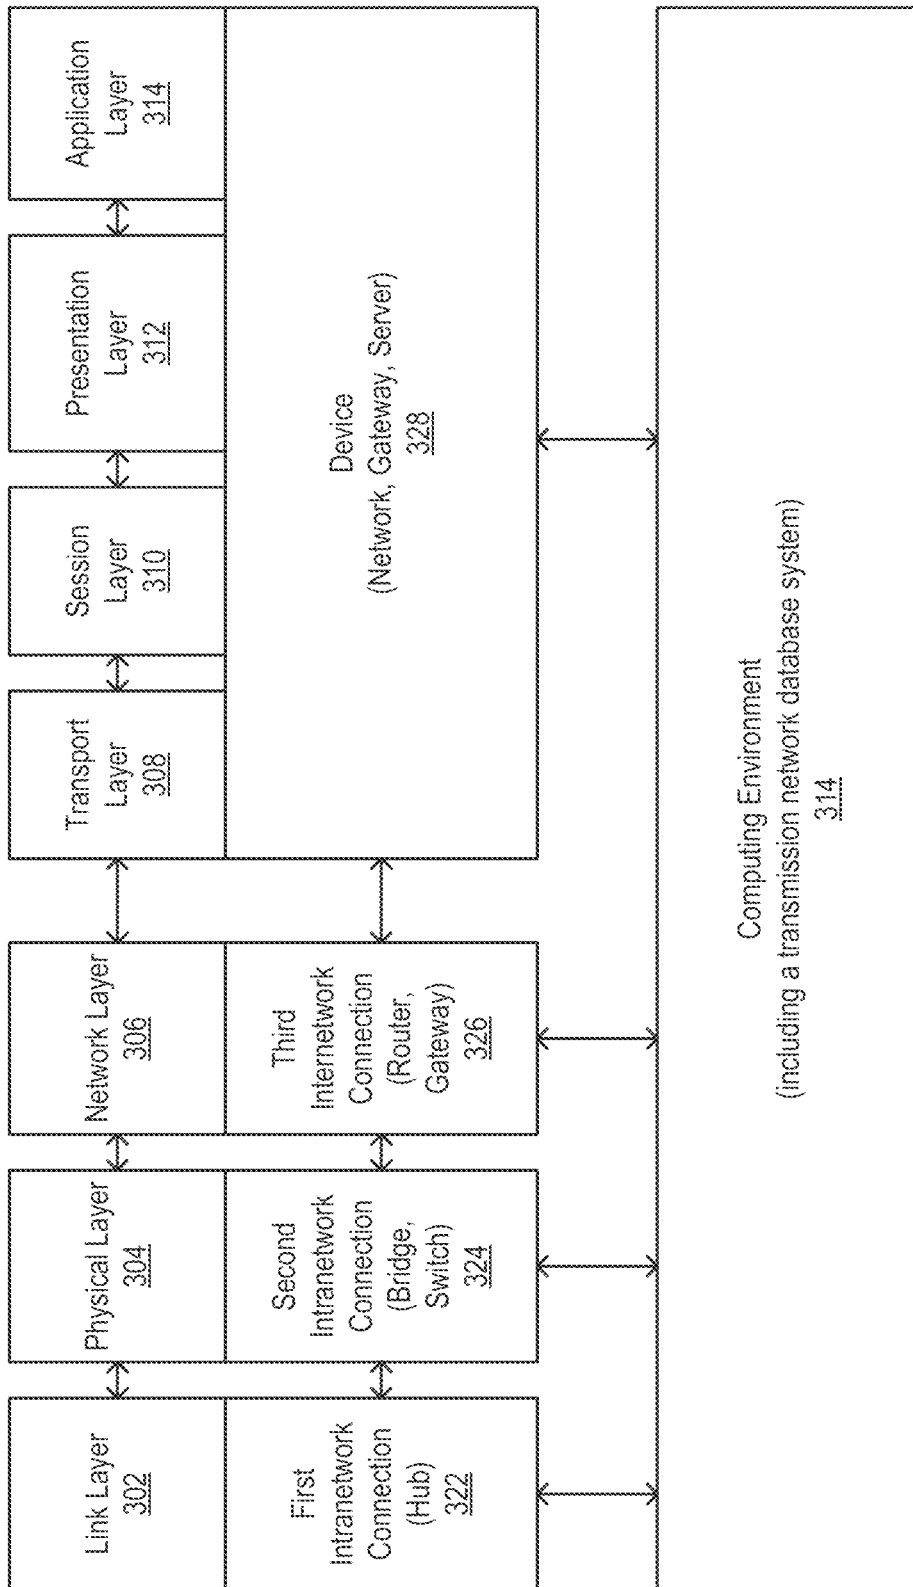 Link Layer
302
Physical Layer
304
Network Layer
306
Transport
Layer
308
Session
Layer
310
Presentation
Layer
312
Application
Layer
314
First
Intranetwork
Connection
(Hub)
322
Second
Intranetwork
Connection
(Bridge,
Switch)
324
Third
Internetwork
Connection
(Router,
Gateway)
326
Device
(Network, Gateway, Server)
328
Computing Environment
(including a transmission network database system)
314